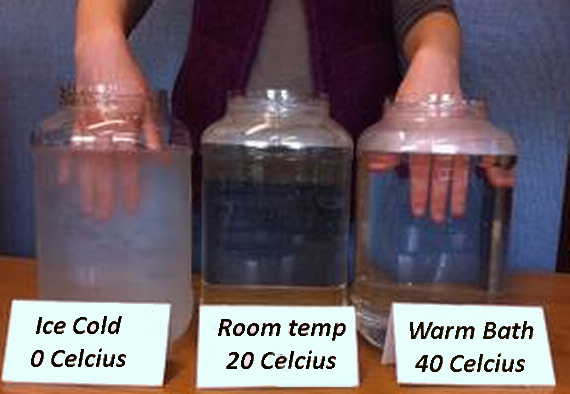 Ice Cold
0 Celcius
Room temp
20 Celcius
Warm Bath
40 Celcius